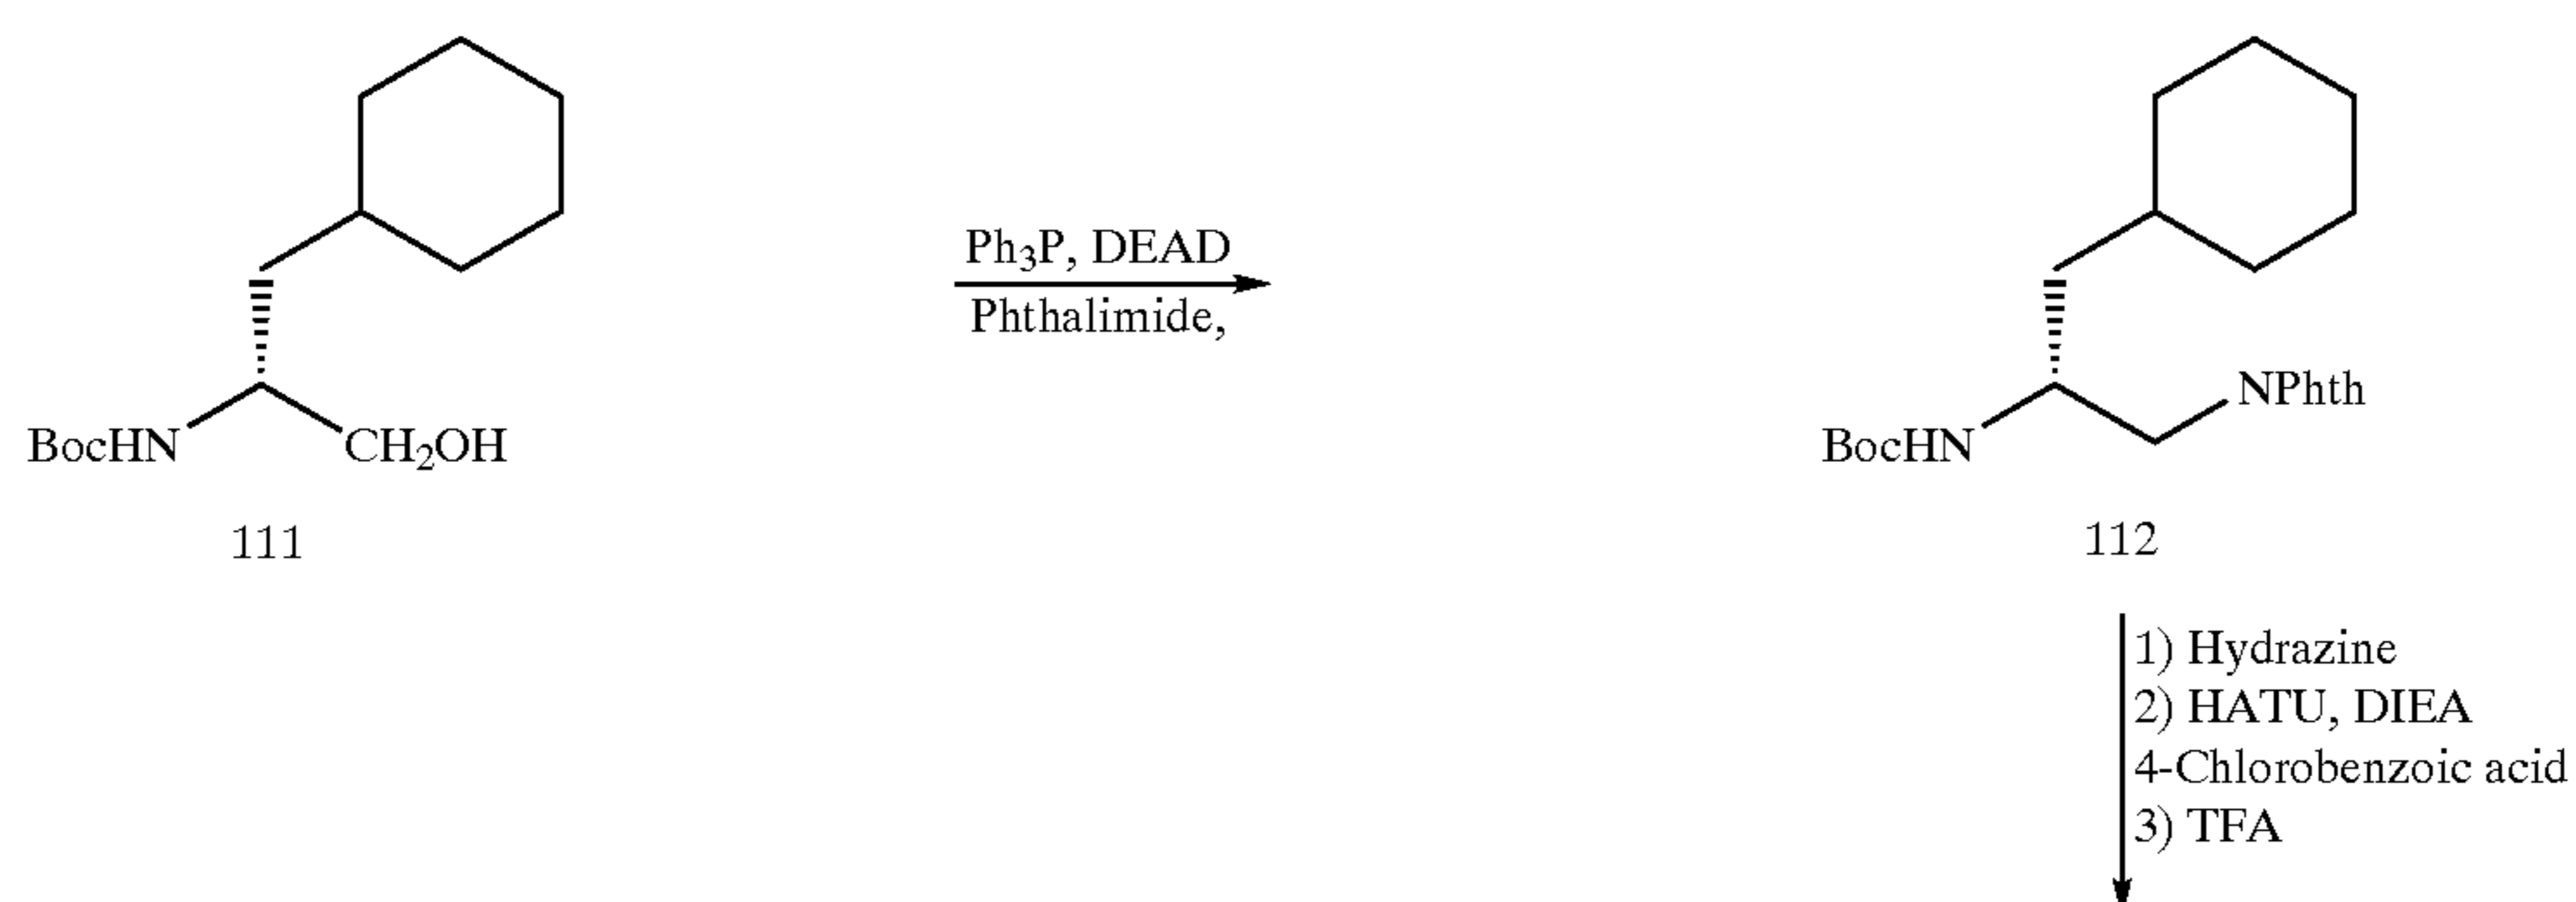 Ph₃P, DEAD
Phthalimide,
BocHN
CH₂OH
111
NPhth
BocHN
112
1) Hydrazine
2) HATU, DIEA
4-Chlorobenzoic acid
3) TFA